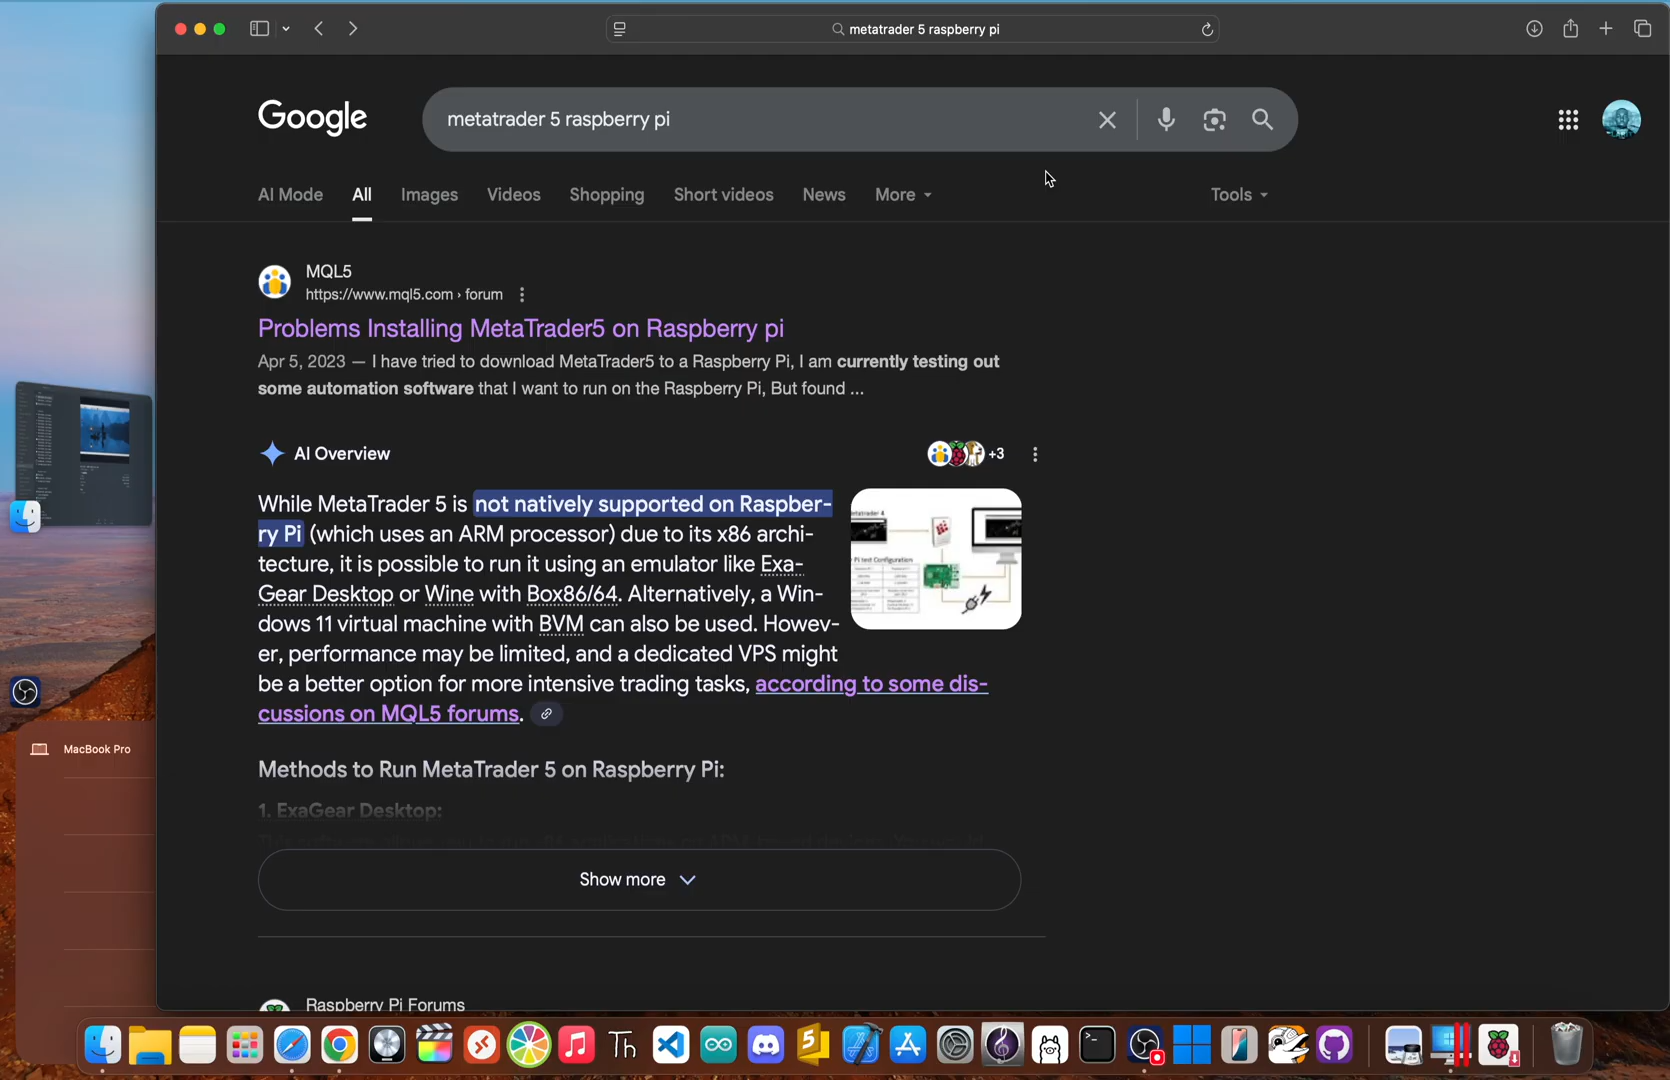 metatrader 5 raspberry pi
Google
metatrader 5 raspberry pi
AI Mode All Images Videos Shopping Short videos News More Tools
MQL5
https://www.mql5.com › forum
Problems Installing MetaTrader5 on Raspberry pi
Apr 5, 2023 — I have tried to download MetaTrader5 to a Raspberry Pi, I am currently testing out
some automation software that I want to run on the Raspberry Pi, But found ...
AI Overview
+3
While MetaTrader 5 is not natively supported on Raspber-
ry Pi (which uses an ARM processor) due to its x86 archi-
tecture, it is possible to run it using an emulator like Exa-
Gear Desktop or Wine with Box86/64. Alternatively, a Win-
dows 11 virtual machine with BVM can also be used. Howev-
er, performance may be limited, and a dedicated VPS might
be a better option for more intensive trading tasks, according to some dis-
cussions on MQL5 forums.
Methods to Run MetaTrader 5 on Raspberry Pi:
1. ExaGear Desktop:
Show more
Raspberry Pi Forums
MacBook Pro
Th